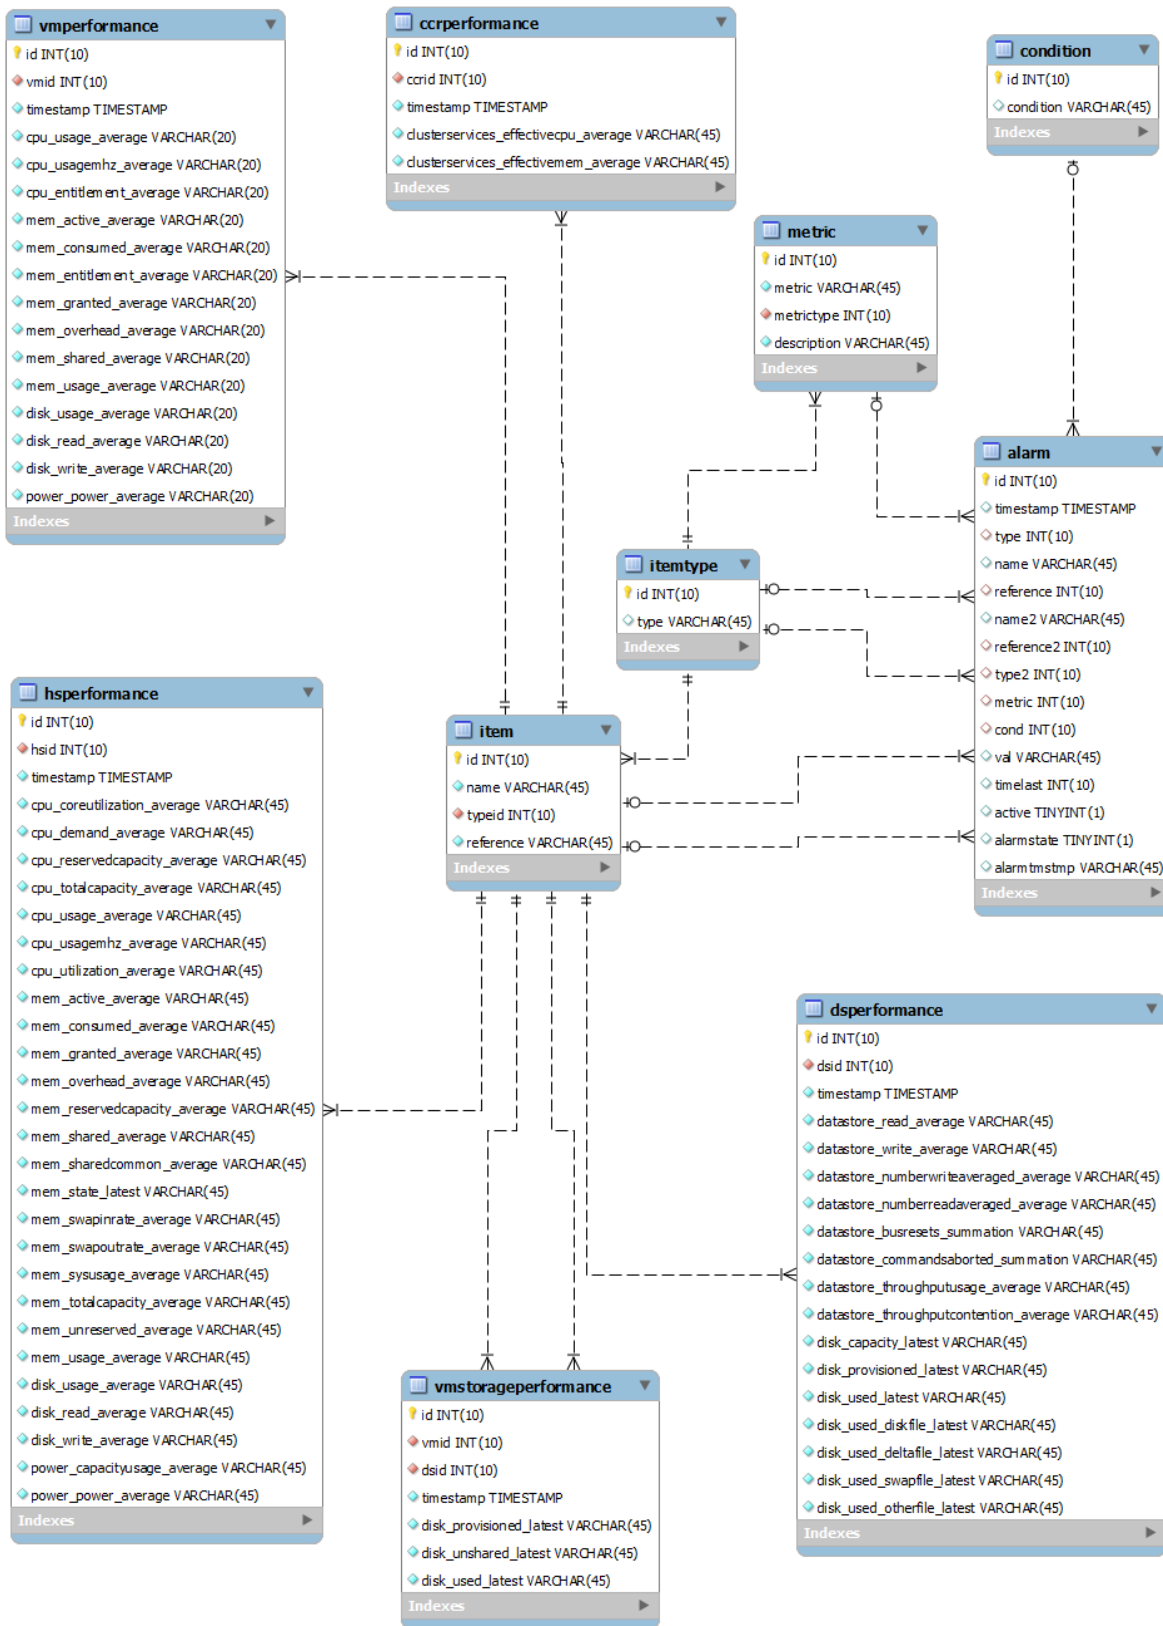 vmperformance
id INT(10)
vmid INT(10)
timestamp TIMESTAMP
cpu_usage_average VARCHAR(20)
cpu_usagemhz_average VARCHAR(20)
cpu_entitlement_average VARCHAR(20)
mem_active_average VARCHAR(20)
mem_consumed_average VARCHAR(20)
mem_entitlement_average VARCHAR(20)
mem_granted_average VARCHAR(20)
mem_overhead_average VARCHAR(20)
mem_shared_average VARCHAR(20)
mem_usage_average VARCHAR(20)
disk_usage_average VARCHAR(20)
disk_read_average VARCHAR(20)
disk_write_average VARCHAR(20)
power_power_average VARCHAR(20)
Indexes
ccrperformance
id INT(10)
ccrid INT(10)
timestamp TIMESTAMP
clusterservices_effectivecpu_average VARCHAR(45)
clusterservices_effectivemem_average VARCHAR(45)
Indexes
condition
id INT(10)
condition VARCHAR(45)
Indexes
metric
id INT(10)
metric VARCHAR(45)
metrictype INT(10)
description VARCHAR(45)
Indexes
alarm
id INT(10)
timestamp TIMESTAMP
type INT(10)
name VARCHAR(45)
reference INT(10)
name2 VARCHAR(45)
reference2 INT(10)
type2 INT(10)
metric INT(10)
cond INT(10)
val VARCHAR(45)
timelast INT(10)
active TINYINT(1)
alarmstate TINYINT(1)
alarmtmstmp VARCHAR(45)
Indexes
itemtype
id INT(10)
type VARCHAR(45)
Indexes
item
id INT(10)
name VARCHAR(45)
typeid INT(10)
reference VARCHAR(45)
Indexes
hsperformance
id INT(10)
hsid INT(10)
timestamp TIMESTAMP
cpu_coreutilization_average VARCHAR(45)
cpu_demand_average VARCHAR(45)
cpu_reservedcapacity_average VARCHAR(45)
cpu_totalcapacity_average VARCHAR(45)
cpu_usage_average VARCHAR(45)
cpu_usagemhz_average VARCHAR(45)
cpu_utilization_average VARCHAR(45)
mem_active_average VARCHAR(45)
mem_consumed_average VARCHAR(45)
mem_granted_average VARCHAR(45)
mem_overhead_average VARCHAR(45)
mem_reservedcapacity_average VARCHAR(45)
mem_shared_average VARCHAR(45)
mem_sharedcommon_average VARCHAR(45)
mem_state_latest VARCHAR(45)
mem_swapinrate_average VARCHAR(45)
mem_swapoutrate_average VARCHAR(45)
mem_sysusage_average VARCHAR(45)
mem_totalcapacity_average VARCHAR(45)
mem_unreserved_average VARCHAR(45)
mem_usage_average VARCHAR(45)
disk_usage_average VARCHAR(45)
disk_read_average VARCHAR(45)
disk_write_average VARCHAR(45)
power_capacityusage_average VARCHAR(45)
power_power_average VARCHAR(45)
Indexes
dsperformance
id INT(10)
dsid INT(10)
timestamp TIMESTAMP
datastore_read_average VARCHAR(45)
datastore_write_average VARCHAR(45)
datastore_numberwriteaveraged_average VARCHAR(45)
datastore_numberreadaveraged_average VARCHAR(45)
datastore_busresets_summation VARCHAR(45)
datastore_commandsaborted_summation VARCHAR(45)
datastore_throughputusage_average VARCHAR(45)
datastore_throughputcontention_average VARCHAR(45)
disk_capacity_latest VARCHAR(45)
disk_provisioned_latest VARCHAR(45)
disk_used_latest VARCHAR(45)
disk_used_diskfile_latest VARCHAR(45)
disk_used_deltafile_latest VARCHAR(45)
disk_used_swapfile_latest VARCHAR(45)
disk_used_otherfile_latest VARCHAR(45)
Indexes
vmstorageperformance
id INT(10)
vmid INT(10)
dsid INT(10)
timestamp TIMESTAMP
disk_provisioned_latest VARCHAR(45)
disk_unshared_latest VARCHAR(45)
disk_used_latest VARCHAR(45)
Indexes